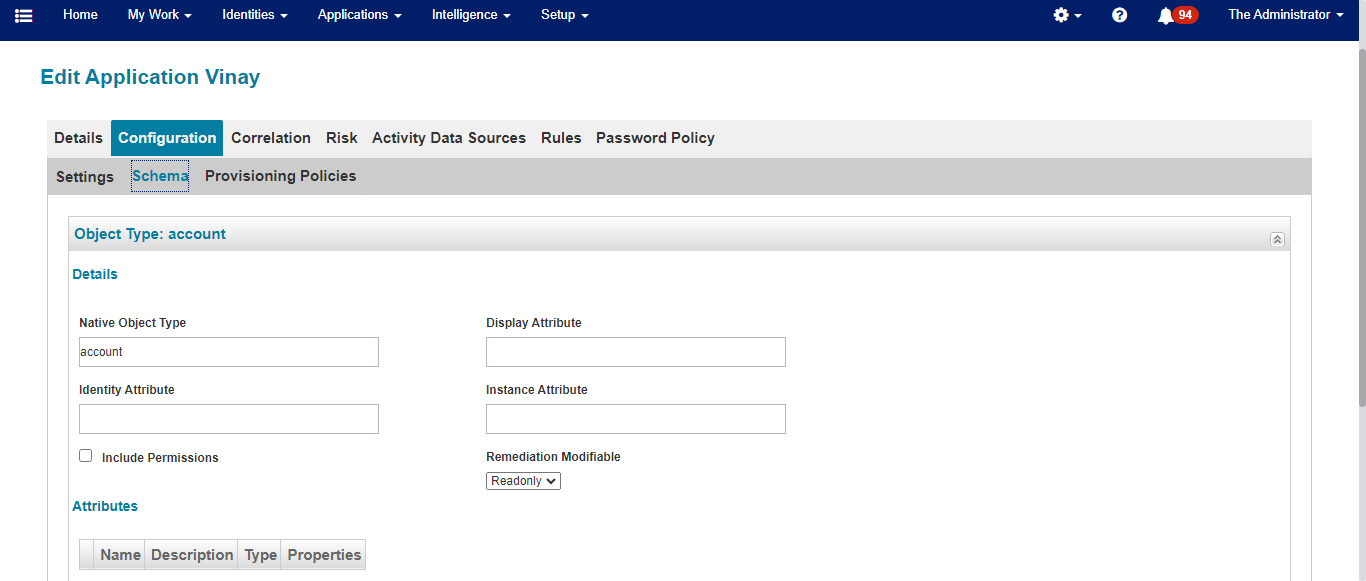 Home My Work Identities Applications Intelligence Setup 94 The Administrator
Edit Application Vinay
Details Configuration Correlation Risk Activity Data Sources Rules Password Policy
Settings Schema Provisioning Policies
Object Type: account
Details
Native Object Type Display Attribute
account
Identity Attribute Instance Attribute
Include Permissions Remediation Modifiable
Readonly
Attributes
Name Description Type Properties